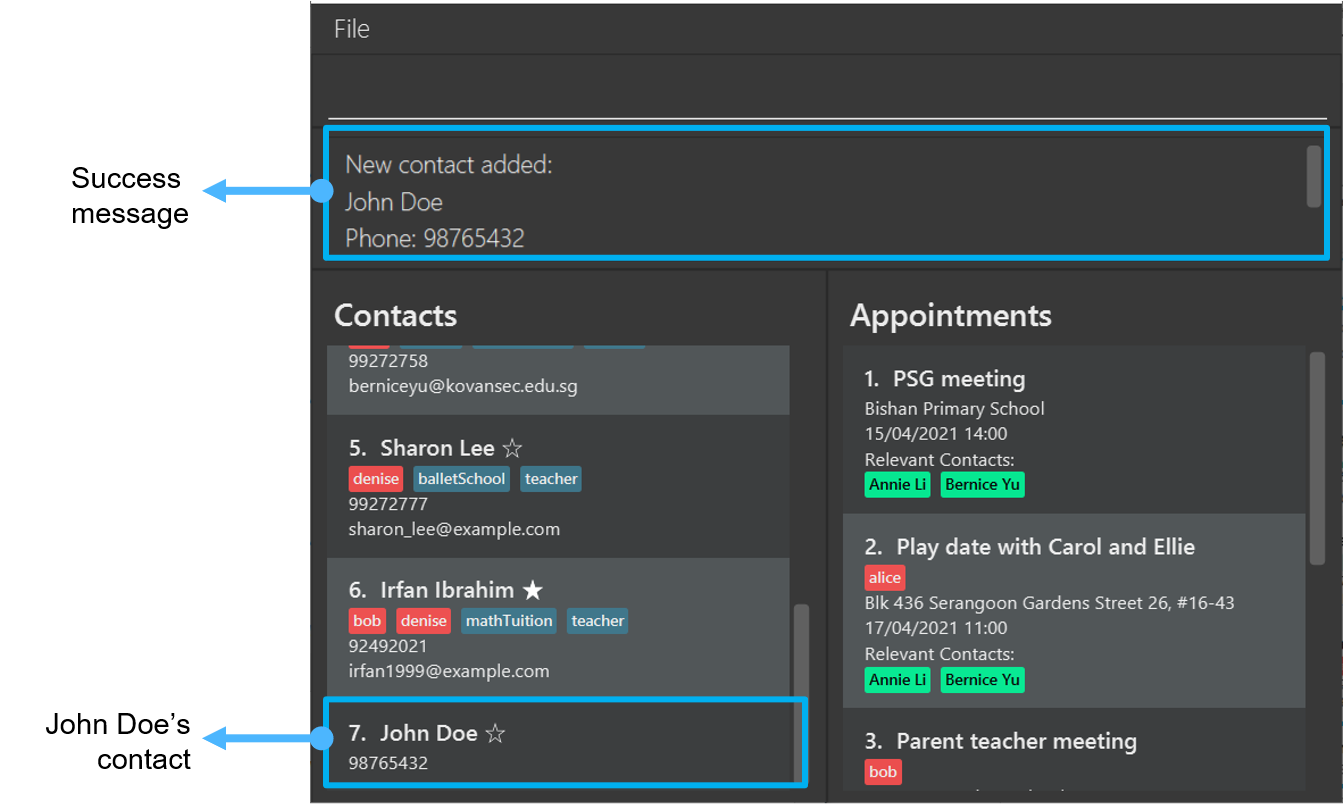 File
Success
message
New contact added:
John Doe
Phone: 98765432
Contacts
99272758
berniceyu@kovansec.edu.sg
5. Sharon Lee ☆
denise balletSchool teacher
99272777
sharon_lee@example.com
6. Irfan Ibrahim ★
bob denise mathTuition teacher
92492021
irfan1999@example.com
John Doe’s
contact
7. John Doe ☆
98765432
Appointments
1. PSG meeting
Bishan Primary School
15/04/2021 14:00
Relevant Contacts:
Annie Li Bernice Yu
2. Play date with Carol and Ellie
alice
Blk 436 Serangoon Gardens Street 26, #16-43
17/04/2021 11:00
Relevant Contacts:
Annie Li Bernice Yu
3. Parent teacher meeting
bob